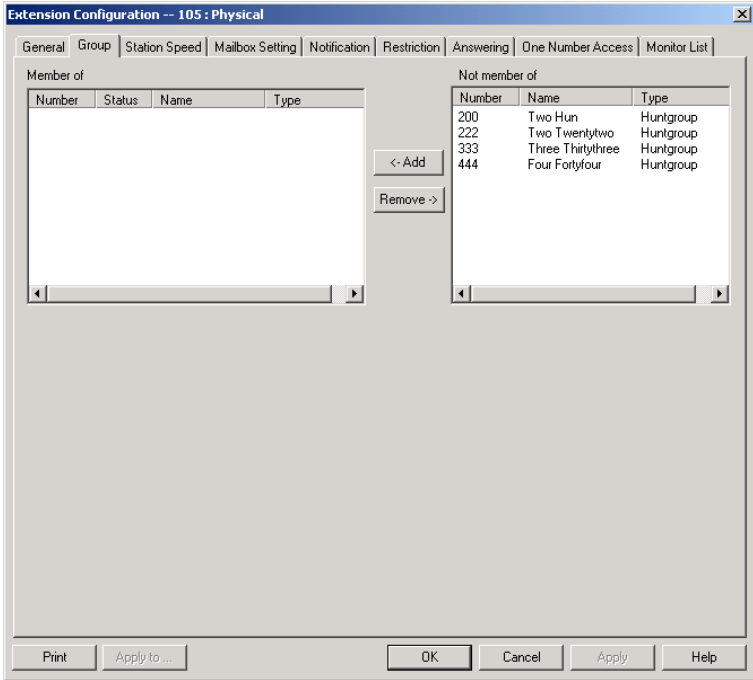 Extension Configuration -- 105 : Physical
General Group Station Speed Mailbox Setting Notification Restriction Answering One Number Access Monitor List
Member of
Number Status Name Type
Not member of
Number Name Type
200 Two Hun Huntgroup
222 Two Twentytwo Huntgroup
333 Three Thirtythree Huntgroup
444 Four Fortyfour Huntgroup
<- Add
Remove ->
Print Apply to ... OK Cancel Apply Help